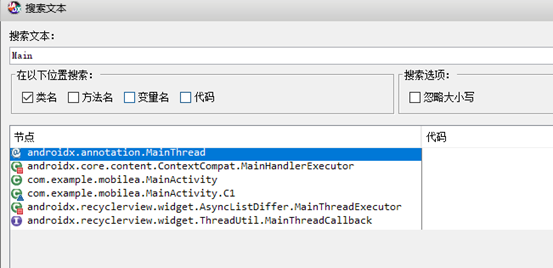 搜索文本
搜索文本：
Main
在以下位置搜索：
类名 方法名 变量名 代码
搜索选项：
忽略大小写
节点 代码
androidx.annotation.MainThread
androidx.core.content.ContextCompat.MainHandlerExecutor
com.example.mobilea.MainActivity
com.example.mobilea.MainActivity.C1
androidx.recyclerview.widget.AsyncListDiffer.MainThreadExecutor
androidx.recyclerview.widget.ThreadUtil.MainThreadCallback